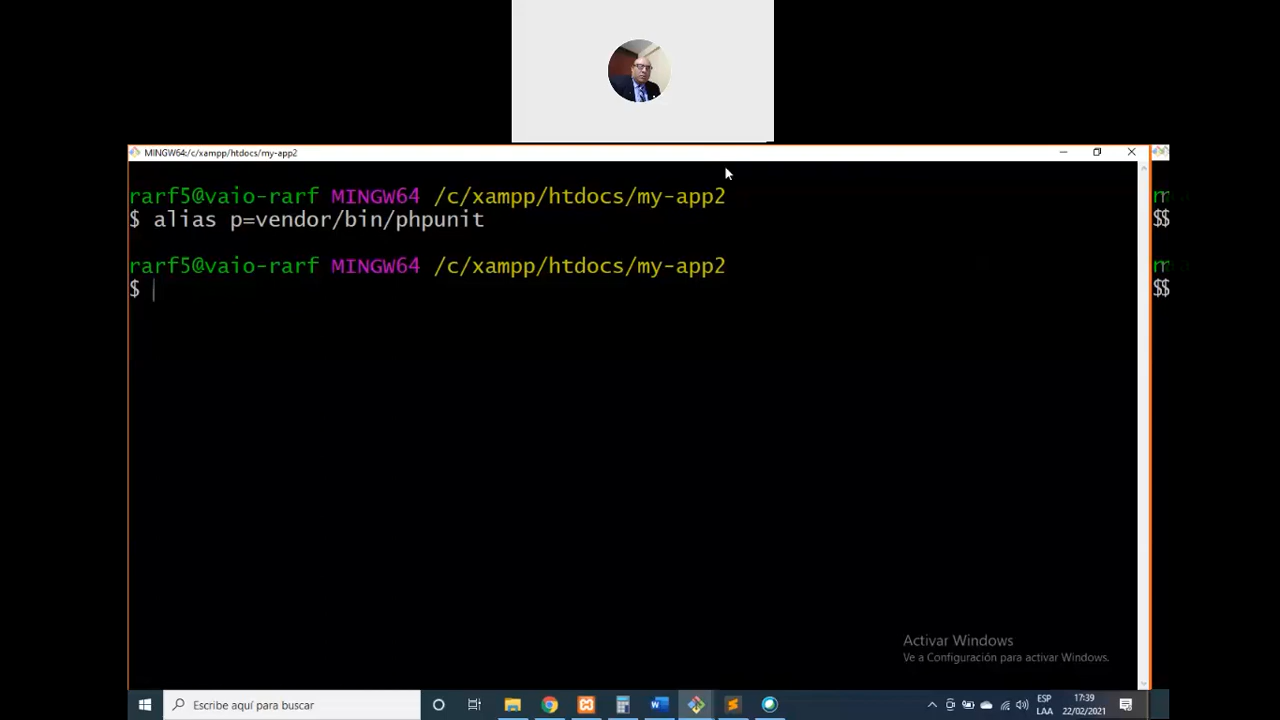 MINGW64:/c/xampp/htdocs/my-app2
rarf5@vaio-rarf MINGW64 /c/xampp/htdocs/my-app2
$ alias p=vendor/bin/phpunit
rarf5@vaio-rarf MINGW64 /c/xampp/htdocs/my-app2
$
Activar Windows
Ve a Configuración para activar Windows.
Escribe aquí para buscar
ESP
LAA
17:39
22/02/2021